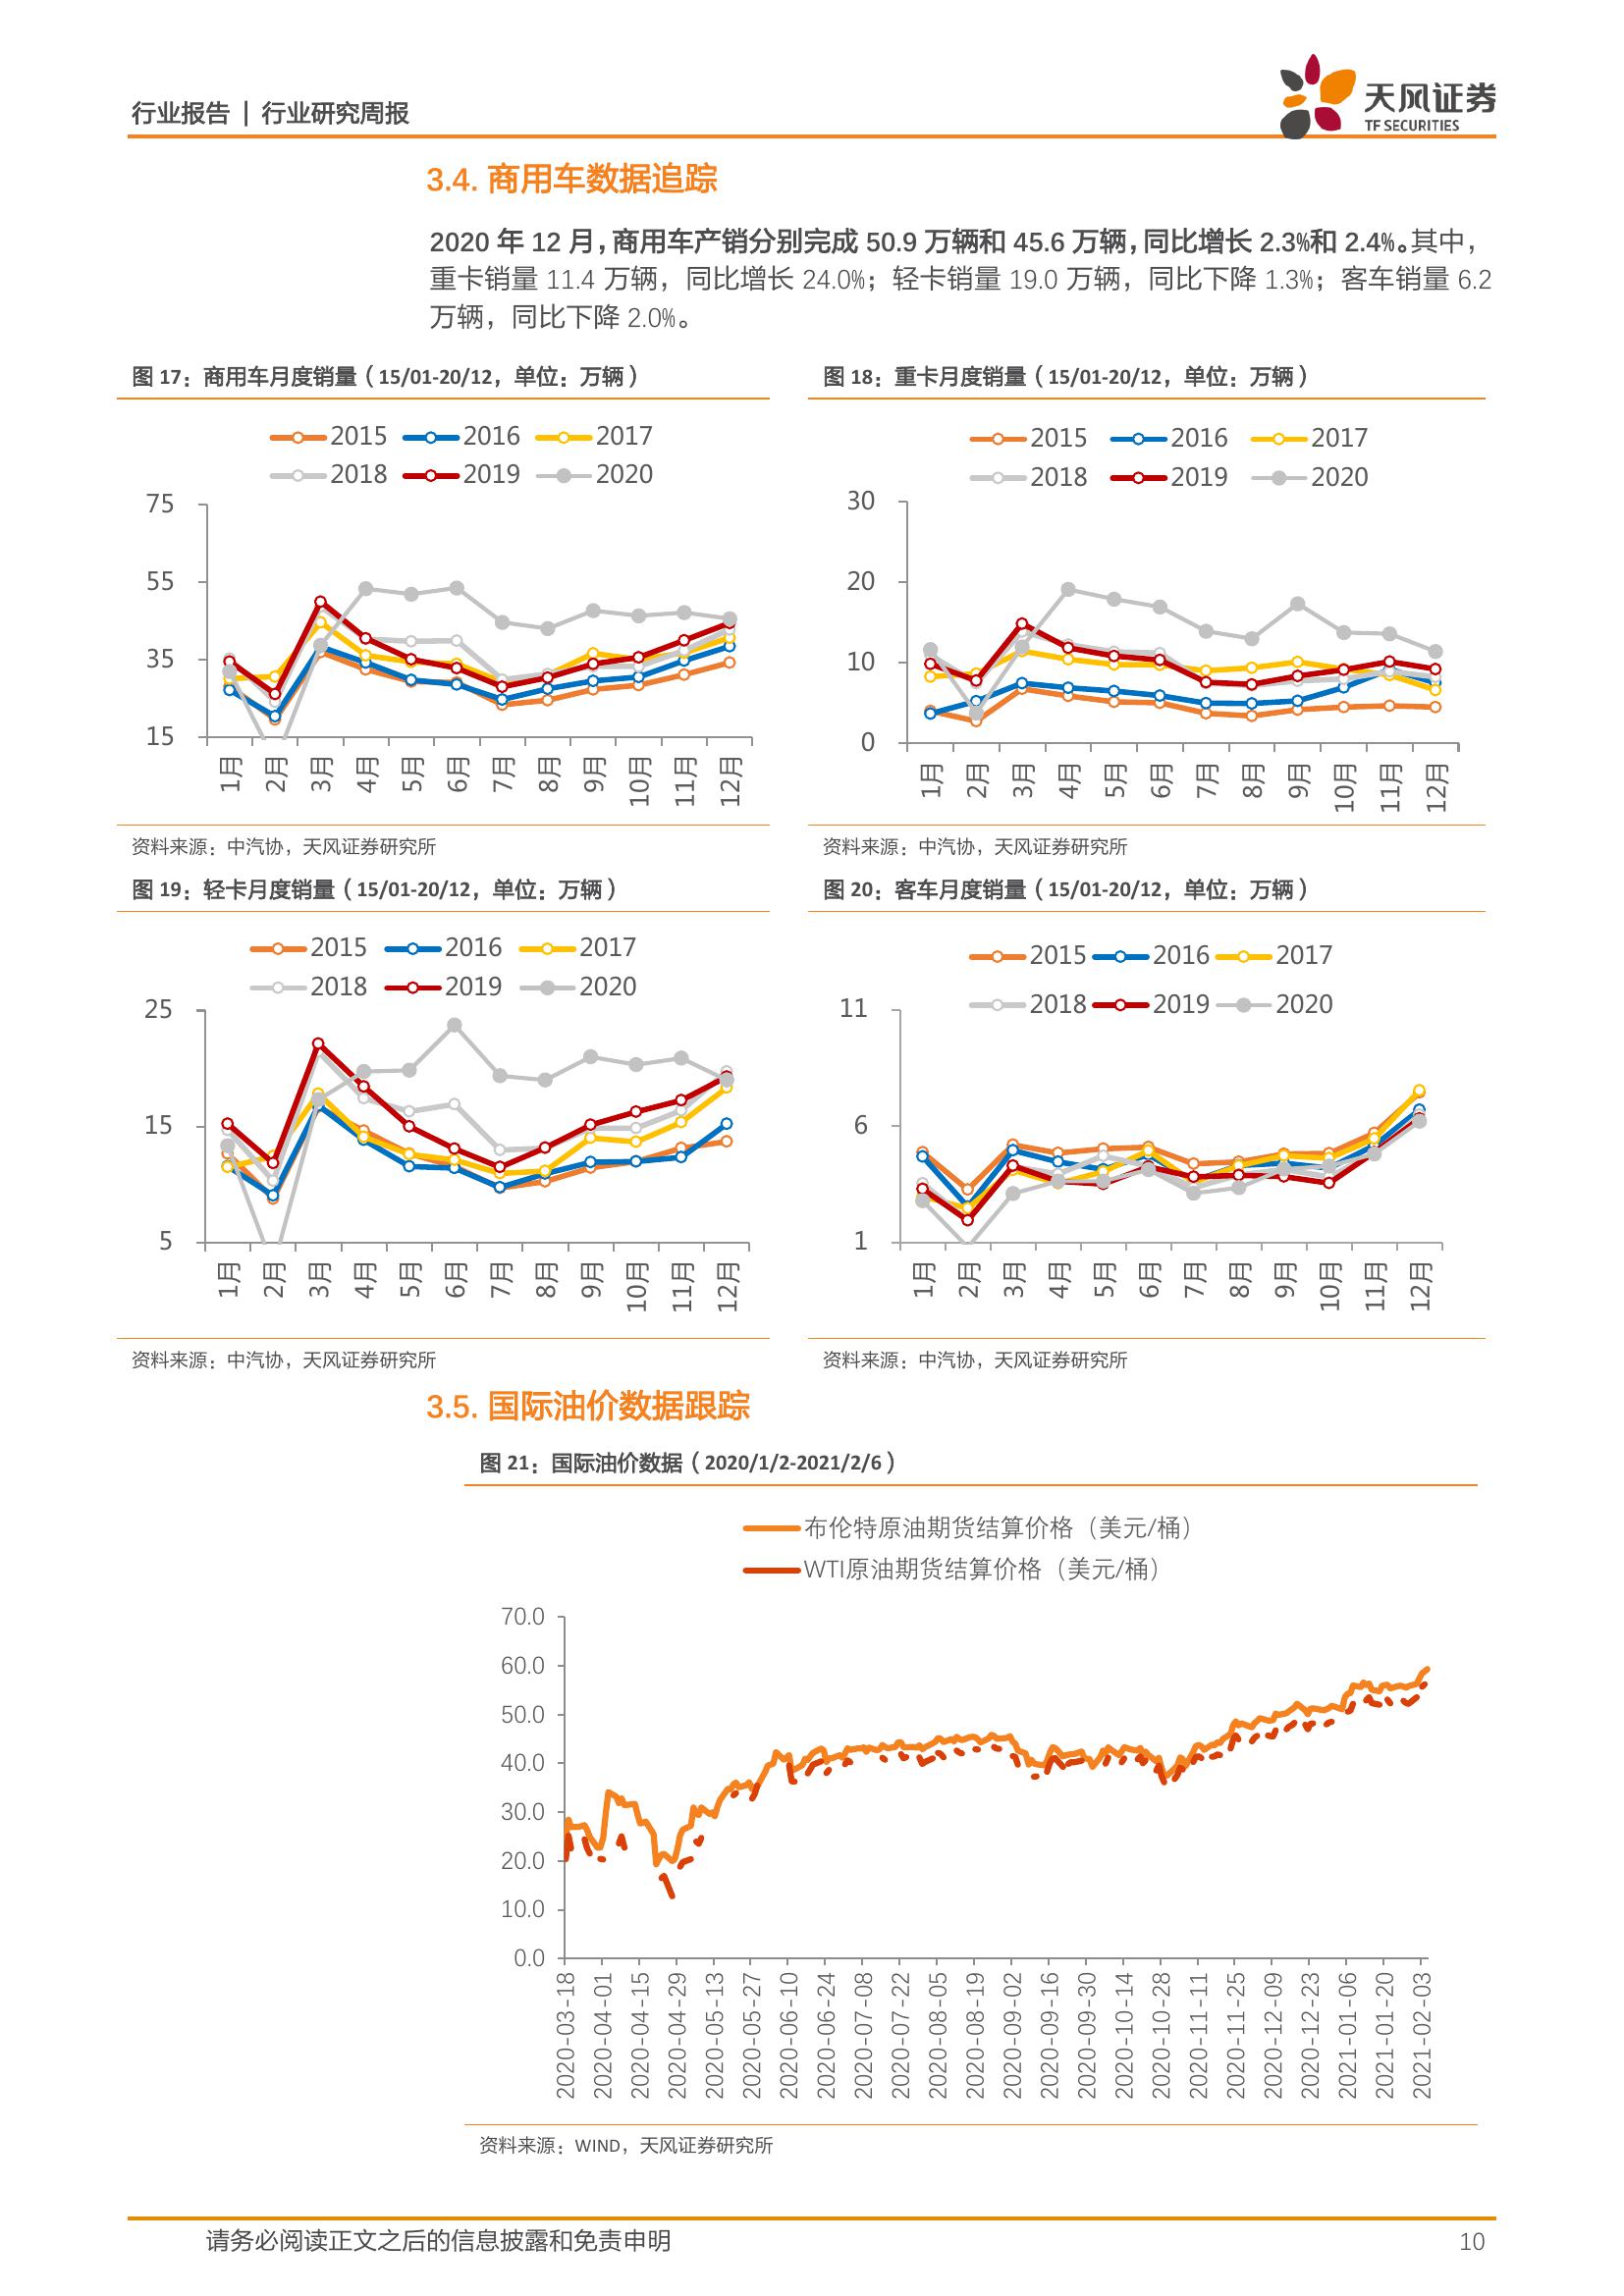 行业报告 | 行业研究周报
天风证券
TF SECURITIES
3.4. 商用车数据追踪
2020 年 12 月，商用车产销分别完成 50.9 万辆和 45.6 万辆，同比增长 2.3%和 2.4%。其中，
重卡销量 11.4 万辆，同比增长 24.0%；轻卡销量 19.0 万辆，同比下降 1.3%；客车销量 6.2
万辆，同比下降 2.0%。
图 17：商用车月度销量（15/01-20/12，单位：万辆）
2015 2016 2017
2018 2019 2020
75
55
35
15
1月 2月 3月 4月 5月 6月 7月 8月 9月 10月 11月 12月
资料来源：中汽协，天风证券研究所
图 18：重卡月度销量（15/01-20/12，单位：万辆）
2015 2016 2017
2018 2019 2020
30
20
10
0
1月 2月 3月 4月 5月 6月 7月 8月 9月 10月 11月 12月
资料来源：中汽协，天风证券研究所
图 19：轻卡月度销量（15/01-20/12，单位：万辆）
2015 2016 2017
2018 2019 2020
25
15
5
1月 2月 3月 4月 5月 6月 7月 8月 9月 10月 11月 12月
资料来源：中汽协，天风证券研究所
图 20：客车月度销量（15/01-20/12，单位：万辆）
2015 2016 2017
2018 2019 2020
11
6
1
1月 2月 3月 4月 5月 6月 7月 8月 9月 10月 11月 12月
资料来源：中汽协，天风证券研究所
3.5. 国际油价数据跟踪
图 21：国际油价数据（2020/1/2-2021/2/6）
布伦特原油期货结算价格（美元/桶）
WTI原油期货结算价格（美元/桶）
70.0
60.0
50.0
40.0
30.0
20.0
10.0
0.0
2020-03-18 2020-04-01 2020-04-15 2020-04-29 2020-05-13 2020-05-27 2020-06-10 2020-06-24 2020-07-08 2020-07-22 2020-08-05 2020-08-19 2020-09-02 2020-09-16 2020-09-30 2020-10-14 2020-10-28 2020-11-11 2020-11-25 2020-12-09 2020-12-23 2021-01-06 2021-01-20 2021-02-03
资料来源：WIND，天风证券研究所
请务必阅读正文之后的信息披露和免责申明
10